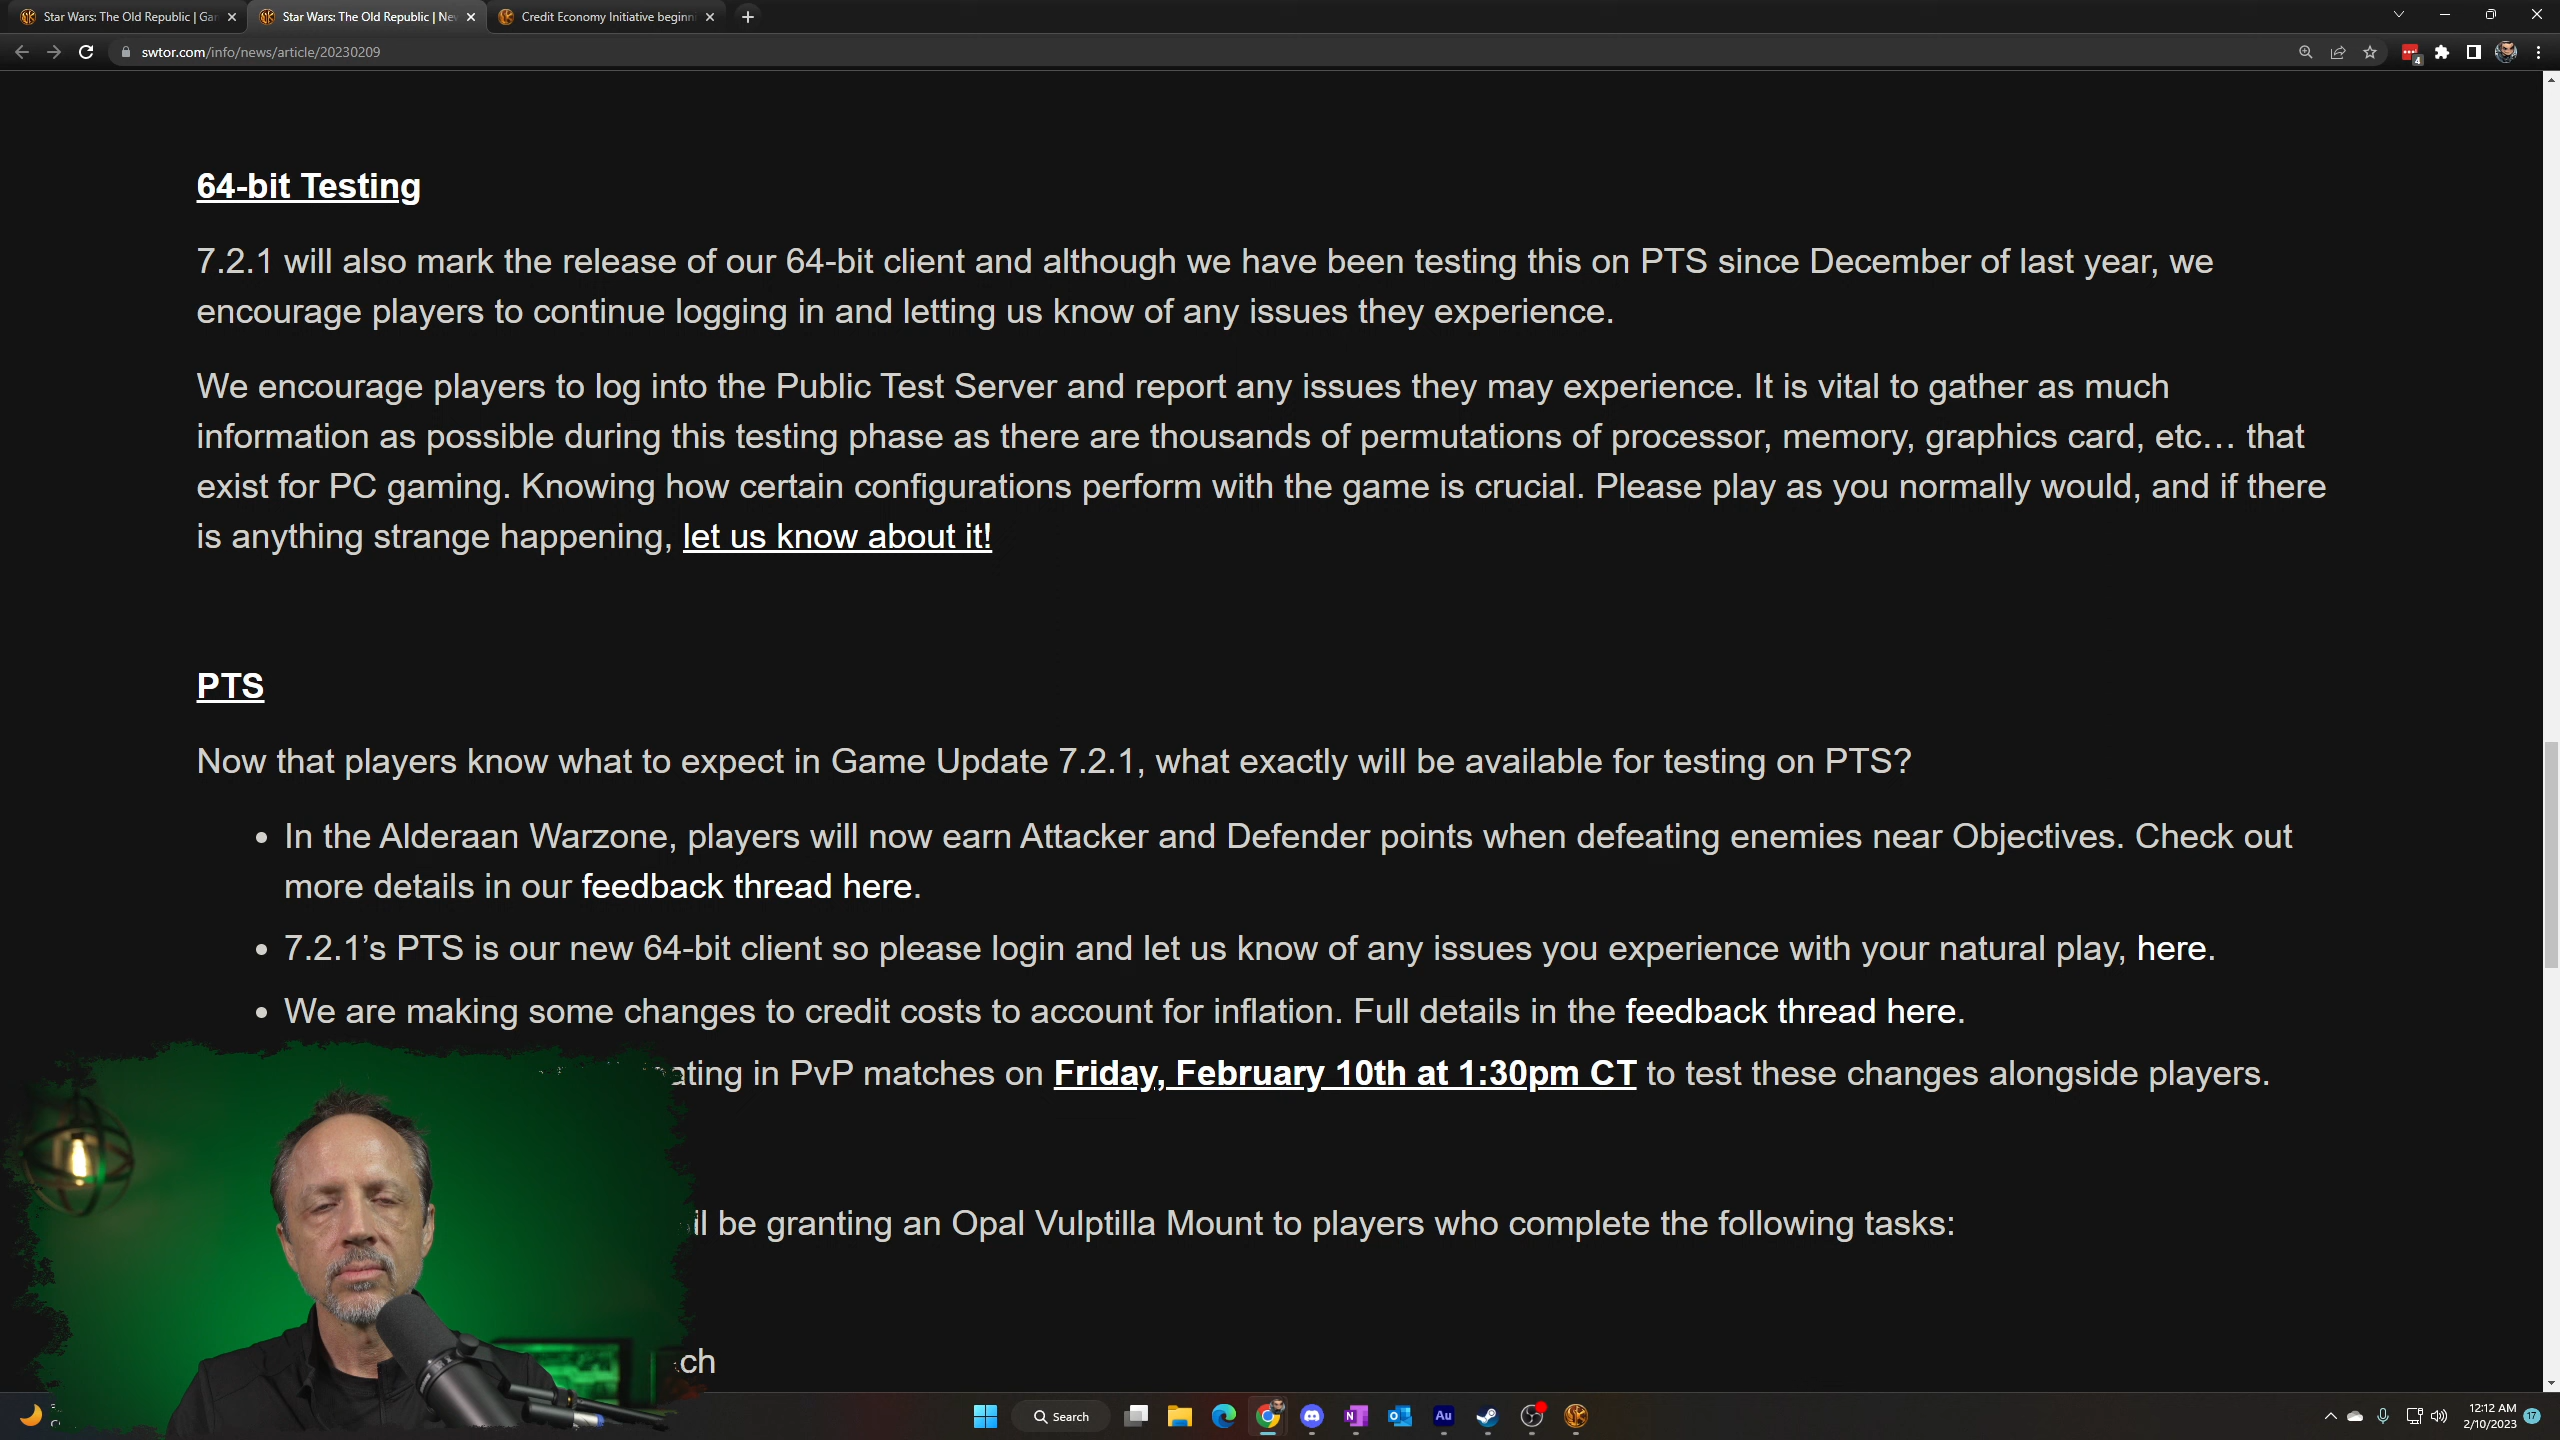 Star Wars: The Old Republic | Ga
Star Wars: The Old Republic | Ne
Credit Economy Initiative beginn
swtor.com/info/news/article/20230209
4
64-bit Testing
7.2.1 will also mark the release of our 64-bit client and although we have been testing this on PTS since December of last year, we
encourage players to continue logging in and letting us know of any issues they experience.
We encourage players to log into the Public Test Server and report any issues they may experience. It is vital to gather as much
information as possible during this testing phase as there are thousands of permutations of processor, memory, graphics card, etc… that
exist for PC gaming. Knowing how certain configurations perform with the game is crucial. Please play as you normally would, and if there
is anything strange happening, let us know about it!
PTS
Now that players know what to expect in Game Update 7.2.1, what exactly will be available for testing on PTS?
• In the Alderaan Warzone, players will now earn Attacker and Defender points when defeating enemies near Objectives. Check out
more details in our feedback thread here.
• 7.2.1’s PTS is our new 64-bit client so please login and let us know of any issues you experience with your natural play, here.
• We are making some changes to credit costs to account for inflation. Full details in the feedback thread here.
ating in PvP matches on Friday, February 10th at 1:30pm CT to test these changes alongside players.
il be granting an Opal Vulptilla Mount to players who complete the following tasks:
ch
Search
N
Au
12:12 AM
2/10/2023
17